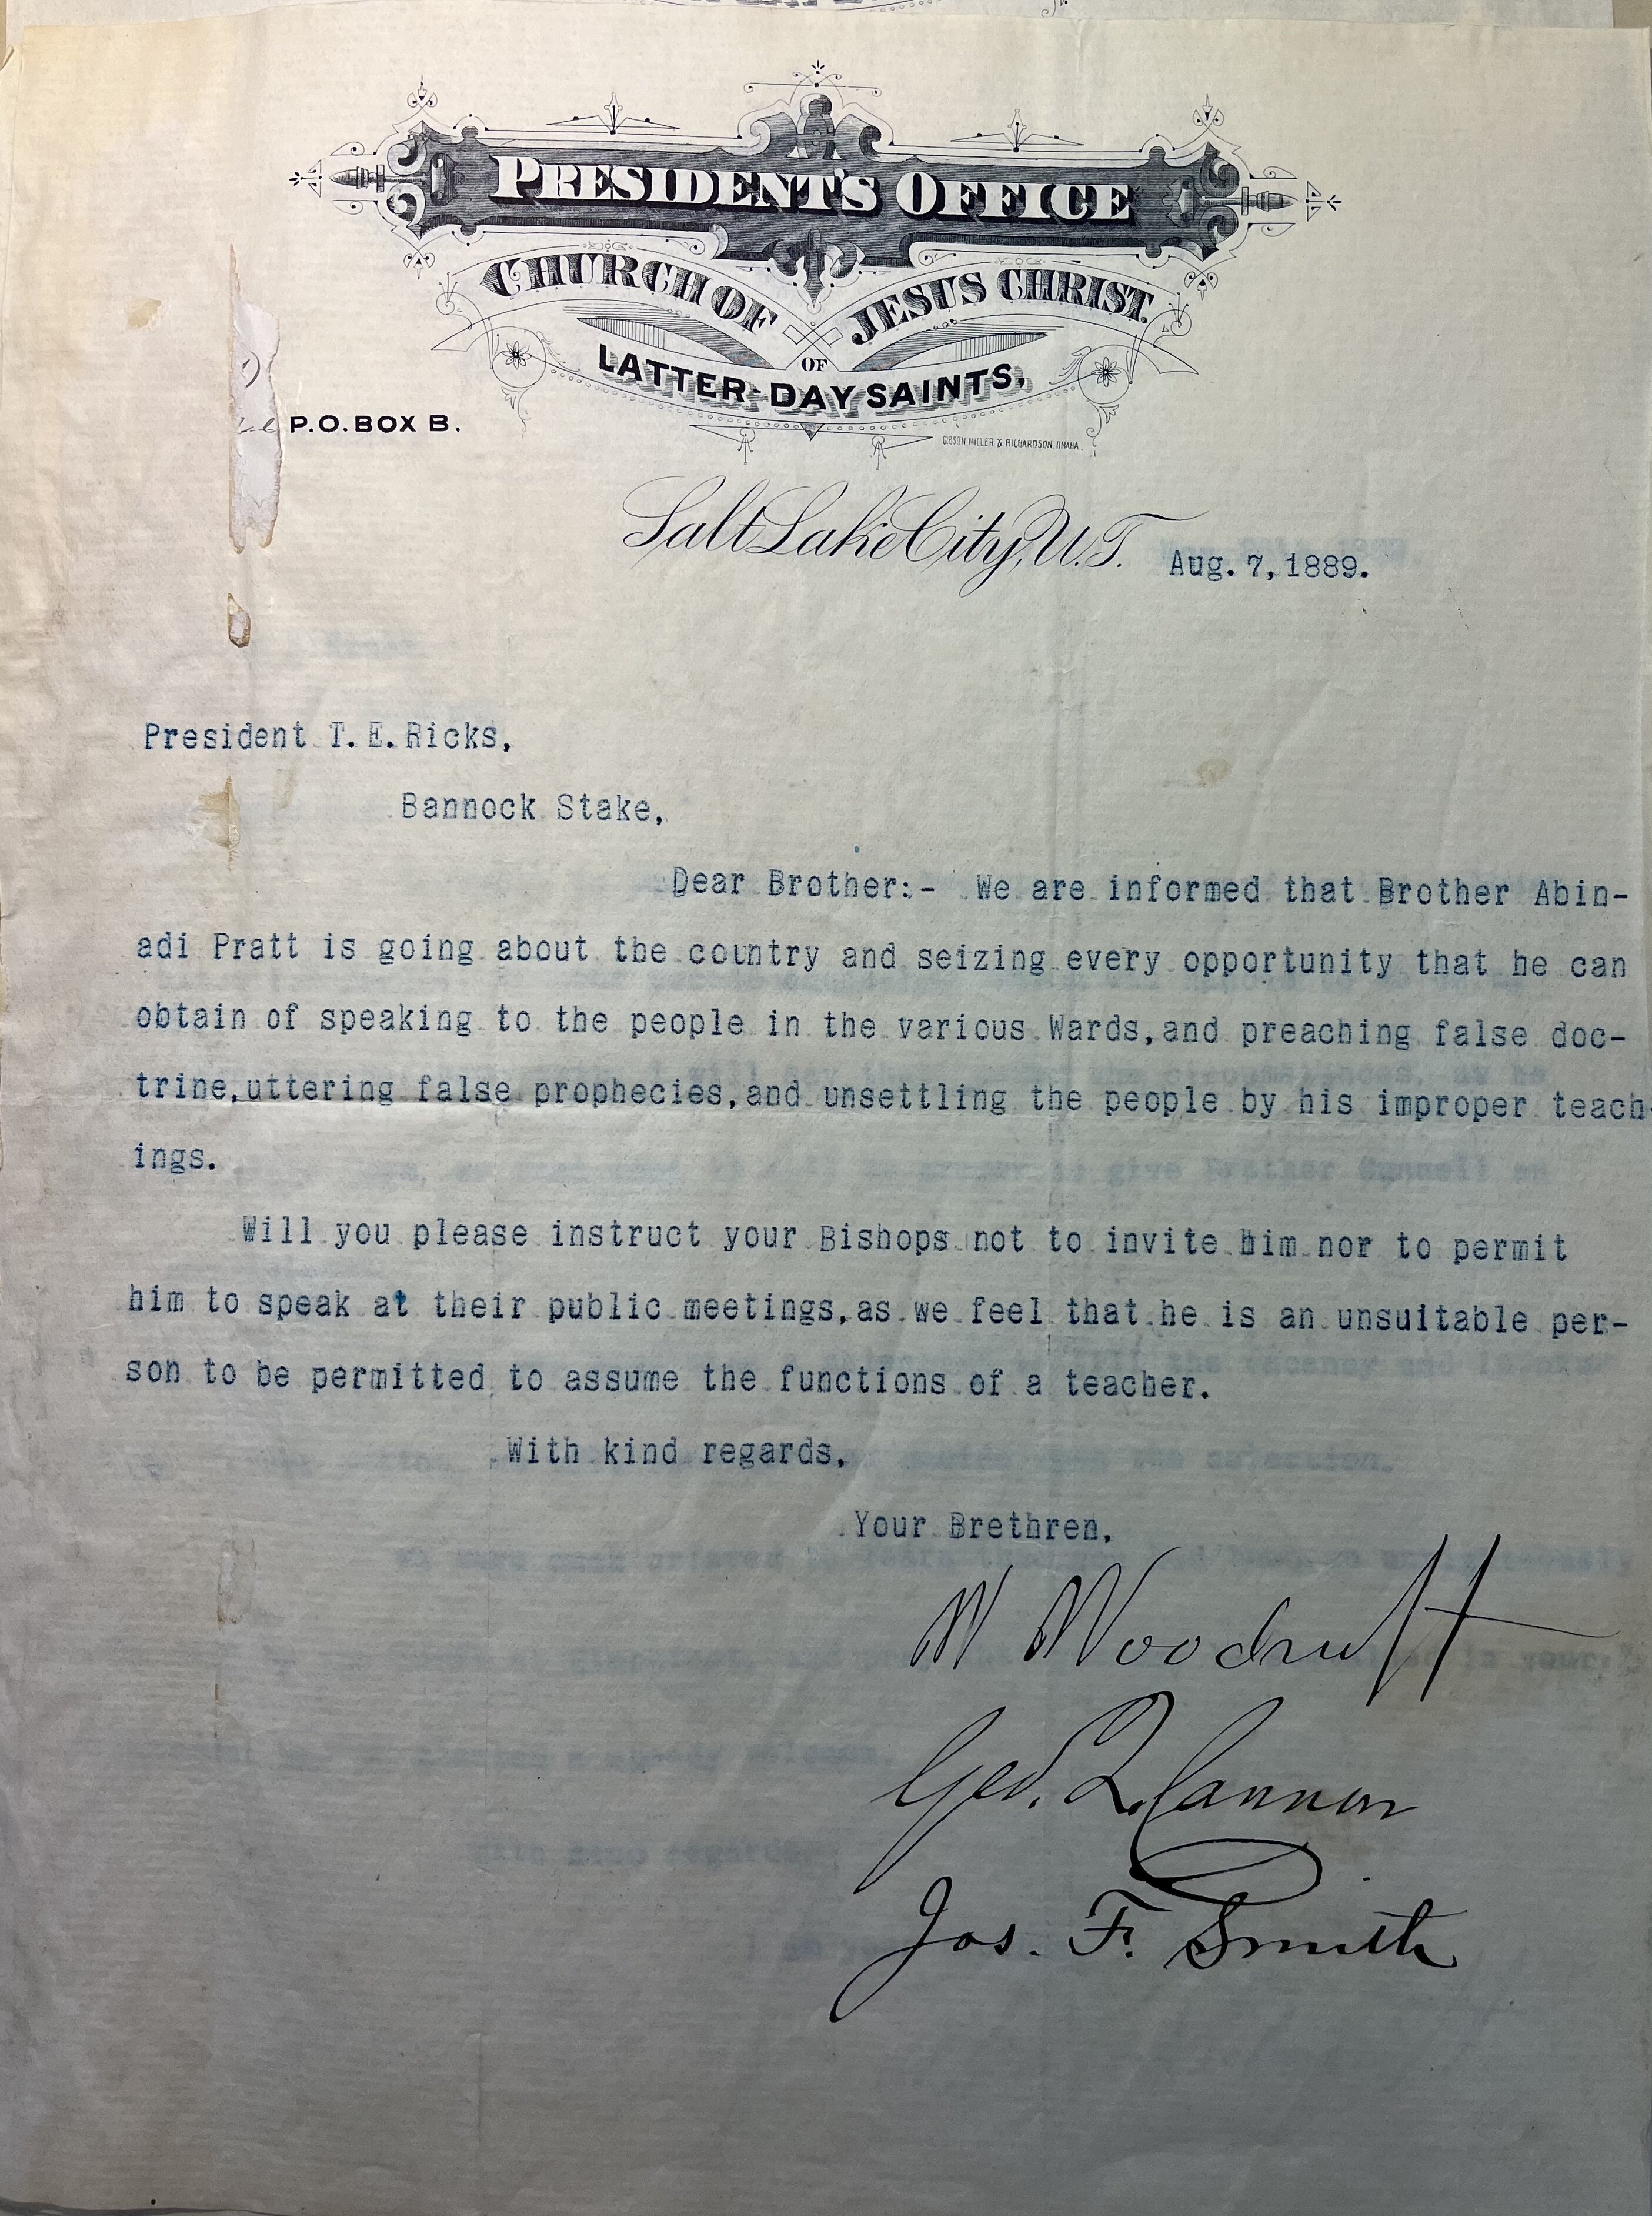 PRESIDENT'S OFFICE
CHURCH OF JESUS CHRIST.
OF
LATTER-DAY SAINTS,
P.O. BOX B.
GIBSON MILLER & RICHARDSON, OMAHA.
Salt Lake City, U.T. Aug. 7, 1889.
President T. E. Ricks,
Bannock Stake,
Dear Brother:- We are informed that Brother Abin-
adi Pratt is going about the country and seizing every opportunity that he can
obtain of speaking to the people in the various Wards, and preaching false doc-
trine, uttering false prophecies, and unsettling the people by his improper teach-
ings.
Will you please instruct your Bishops not to invite him nor to permit
him to speak at their public meetings, as we feel that he is an unsuitable per-
son to be permitted to assume the functions of a teacher.
With kind regards,
Your Brethren,
W Woodruff
Geo. Q. Cannon
Jos. F. Smith